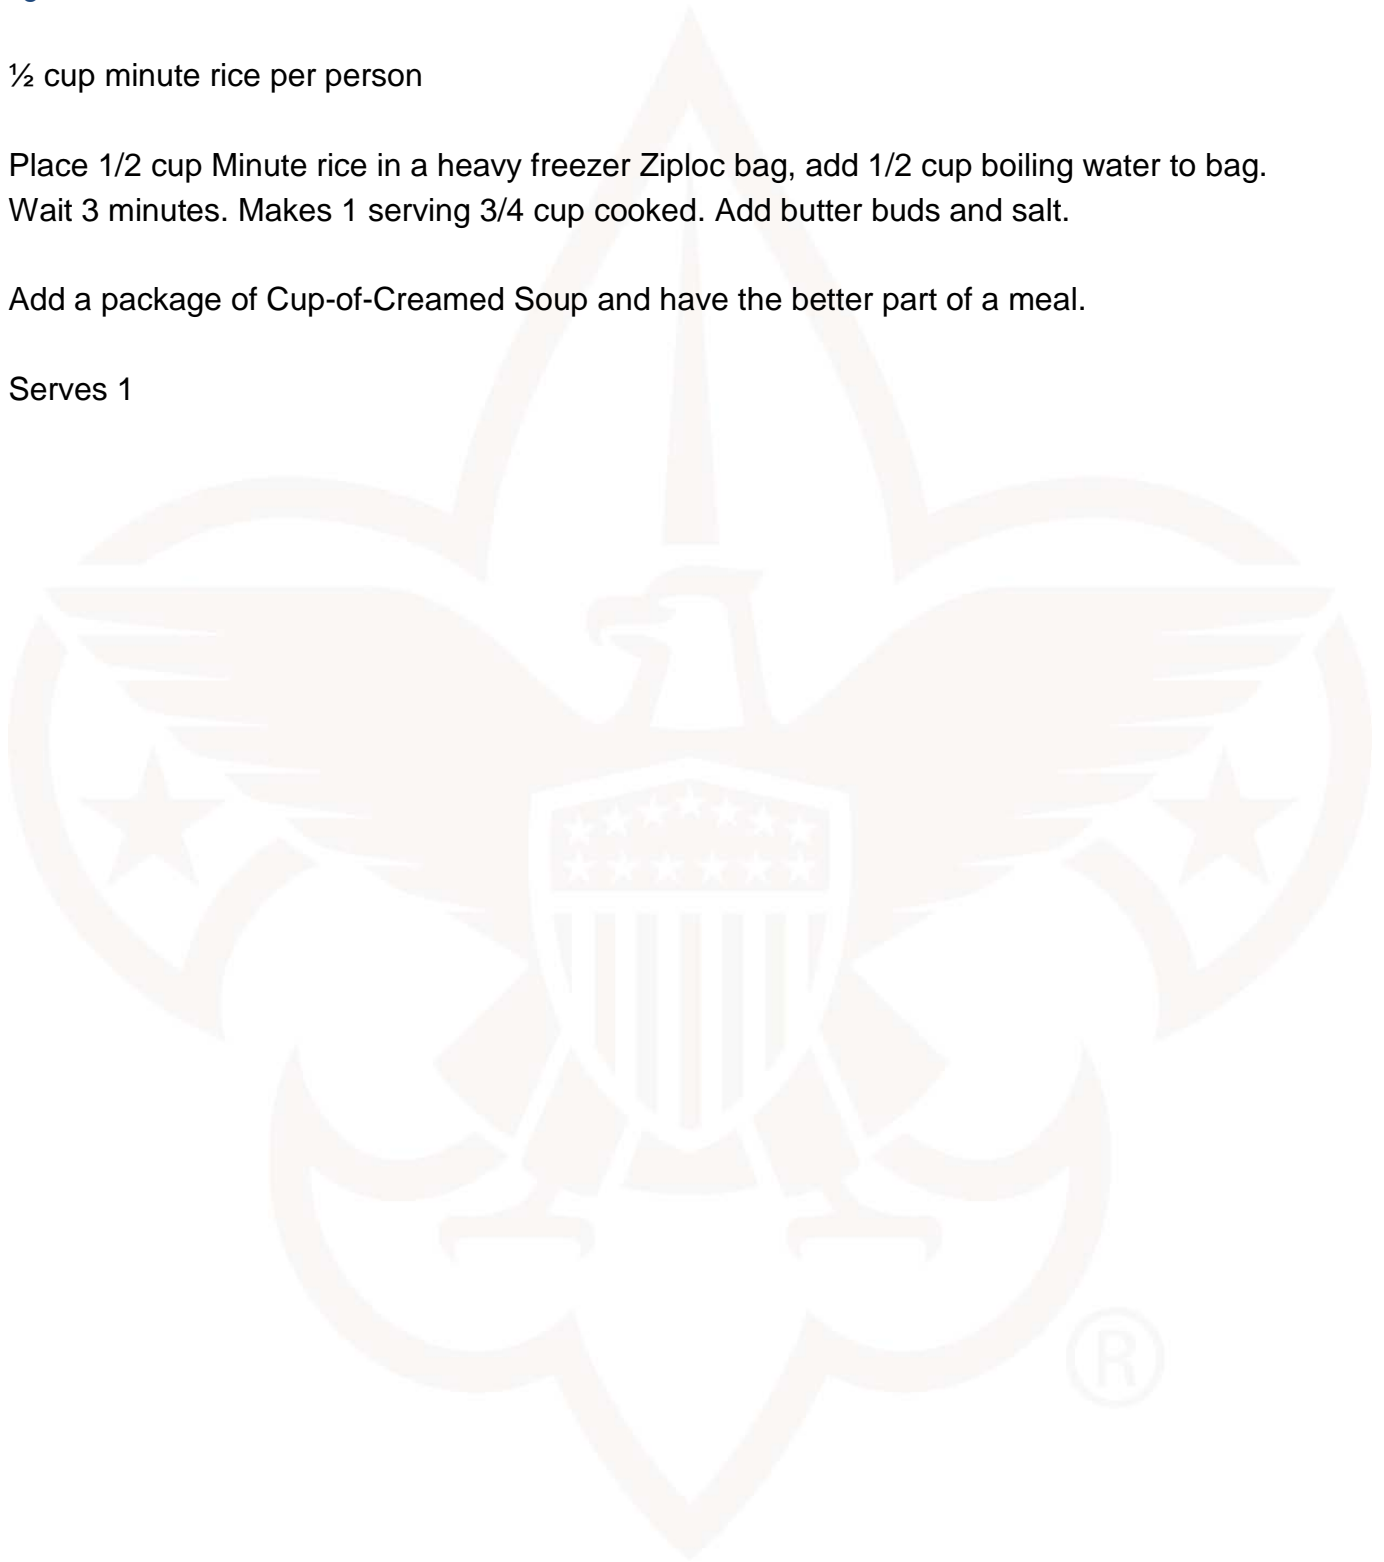 ½ cup minute rice per person
Place 1/2 cup Minute rice in a heavy freezer Ziploc bag, add 1/2 cup boiling water to bag.
Wait 3 minutes. Makes 1 serving 3/4 cup cooked. Add butter buds and salt.
Add a package of Cup-of-Creamed Soup and have the better part of a meal.
Serves 1
®